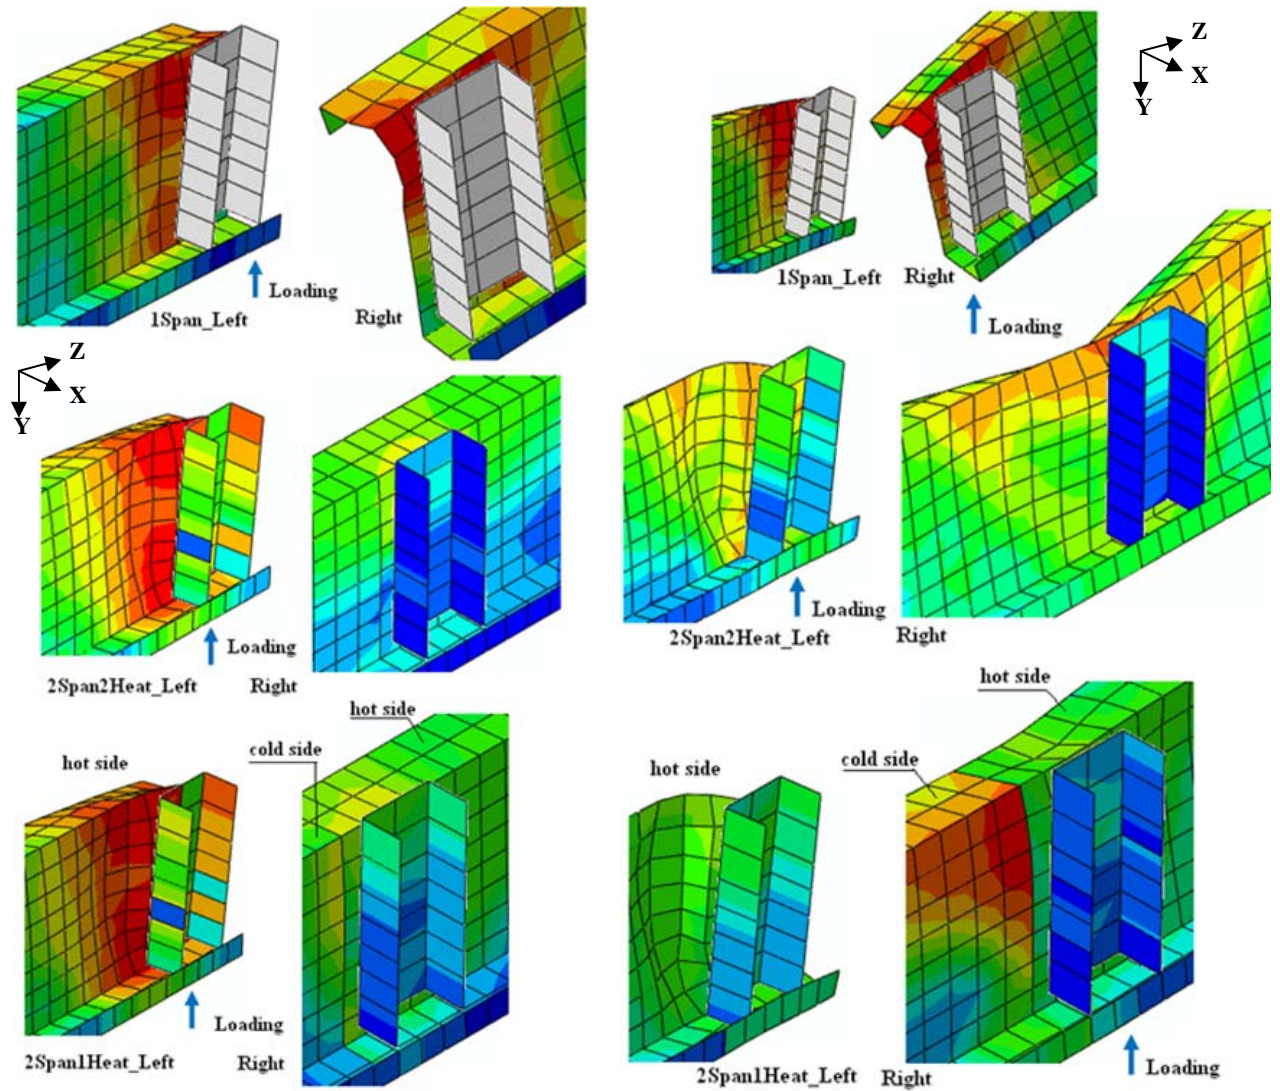 Z
X
Y
Loading
1Span_Left
Right
1Span_Left
Right
Loading
Z
X
Y
Loading
2Span2Heat_Left
Right
Loading
2Span2Heat_Left
Right
hot side
cold side
hot side
Loading
2Span1Heat_Left
Right
hot side
cold side
hot side
2Span1Heat_Left
Right
Loading